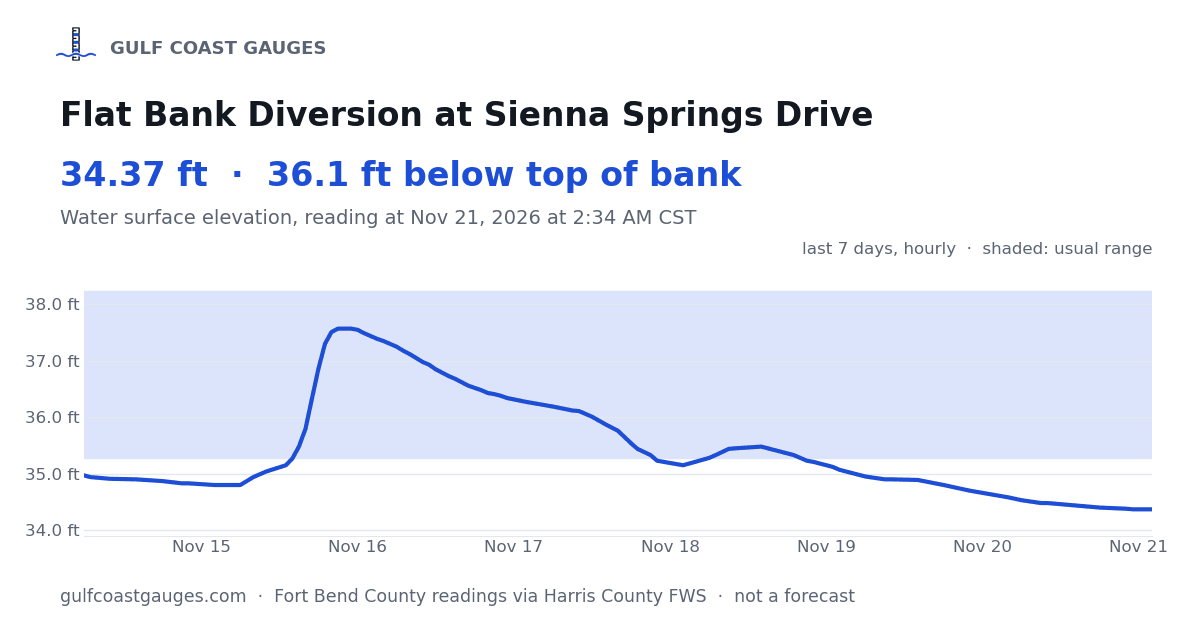 GULF COAST GAUGES
Flat Bank Diversion at Sienna Springs Drive
34.37 ft · 36.1 ft below top of bank
Water surface elevation, reading at Nov 21, 2026 at 2:34 AM CST
last 7 days, hourly · shaded: usual range
38.0 ft
37.0 ft
36.0 ft
35.0 ft
34.0 ft
Nov 15 Nov 16 Nov 17 Nov 18 Nov 19 Nov 20 Nov 21
gulfcoastgauges.com · Fort Bend County readings via Harris County FWS · not a forecast